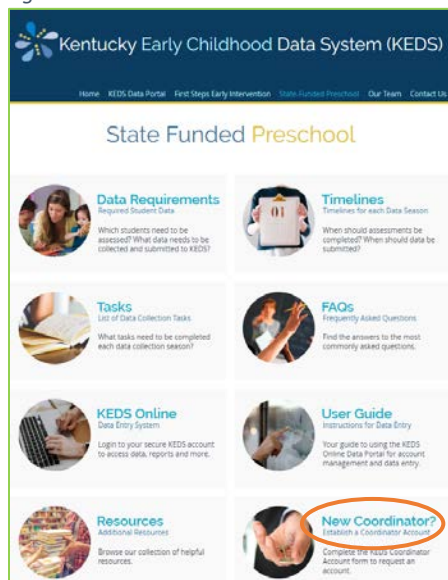 Kentucky Early Childhood Data System (KEDS)
Home KEDS Data Portal First Steps Early Intervention State-Funded Preschool Our Team Contact Us
State Funded Preschool
Data Requirements
Required Student Data
Which students need to be
assessed? What data needs to be
collected and submitted to KEDS?
Timelines
Timelines for each Data Season
When should assessments be
completed? When should data be
submitted?
01
Tasks
List of Data Collection Tasks
What tasks need to be completed
each data collection season?
FAQs
Frequently Asked Questions
Find the answers to the most
commonly asked questions.
KEDS Online
Data Entry System
Login to your secure KEDS account
to access data, reports and more.
User Guide
Instructions for Data Entry
Your guide to using the KEDS
Online Data Portal for account
management and data entry.
Resources
Additional Resources
Browse our collection of helpful
resources.
New Coordinator?
Establish a Coordinator Account
Complete the KEDS Coordinator
Account form to request an
account.